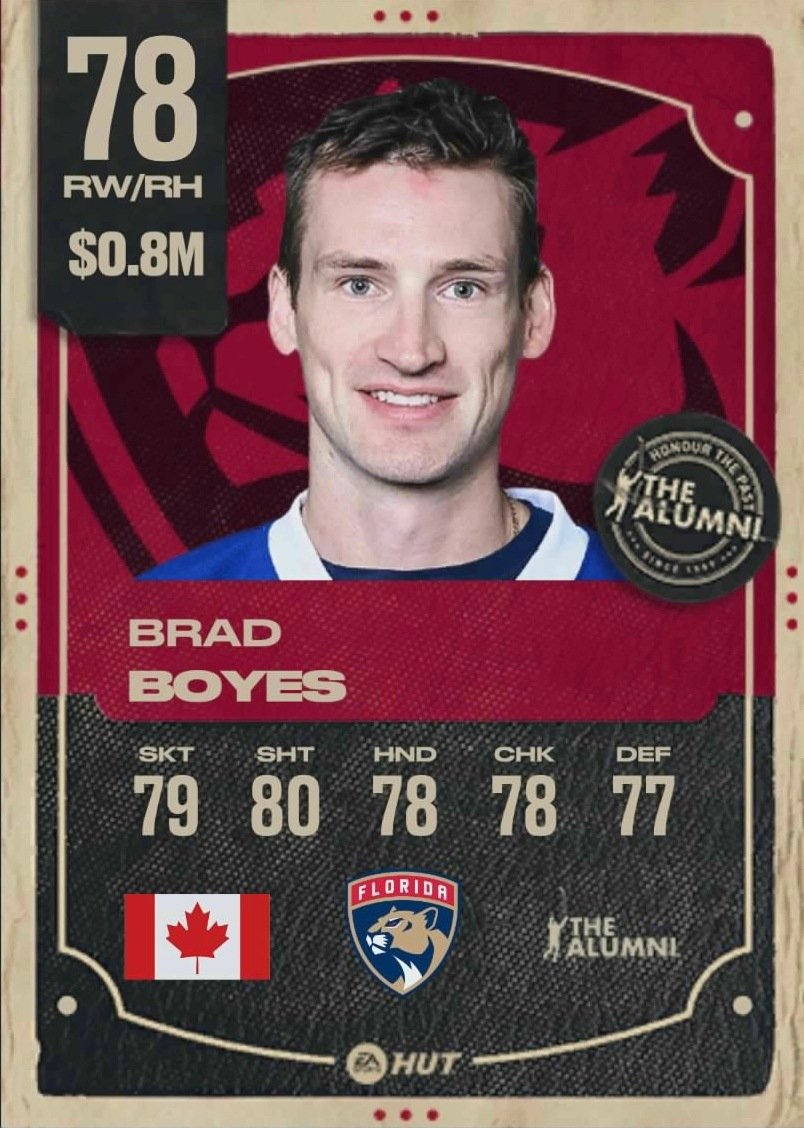 78
RW/RH
$0.8M
HONOUR THE PAST
THE
ALUMNI
BRAD
BOYES
SKT SHT HND CHK DEF
79 80 78 78 77
FLORIDA
THE
ALUMNI
EA
HUT